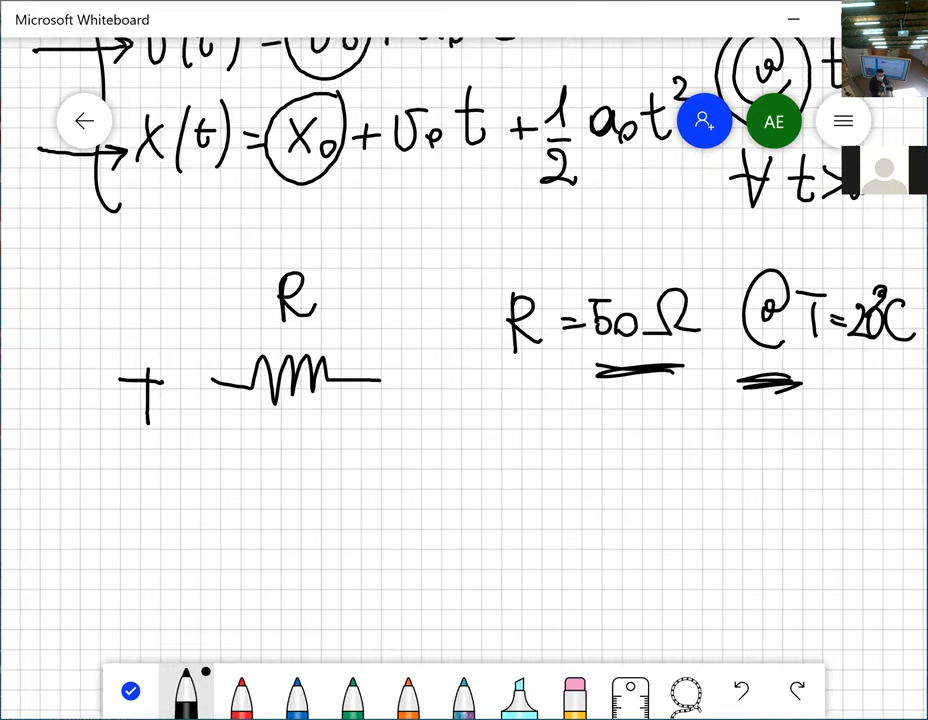 Microsoft Whiteboard
x(t) = x₀ + v₀ t + 1/2 a₀ t²
AE
∀ t >
R
R = 50 Ω @ T = 20°C